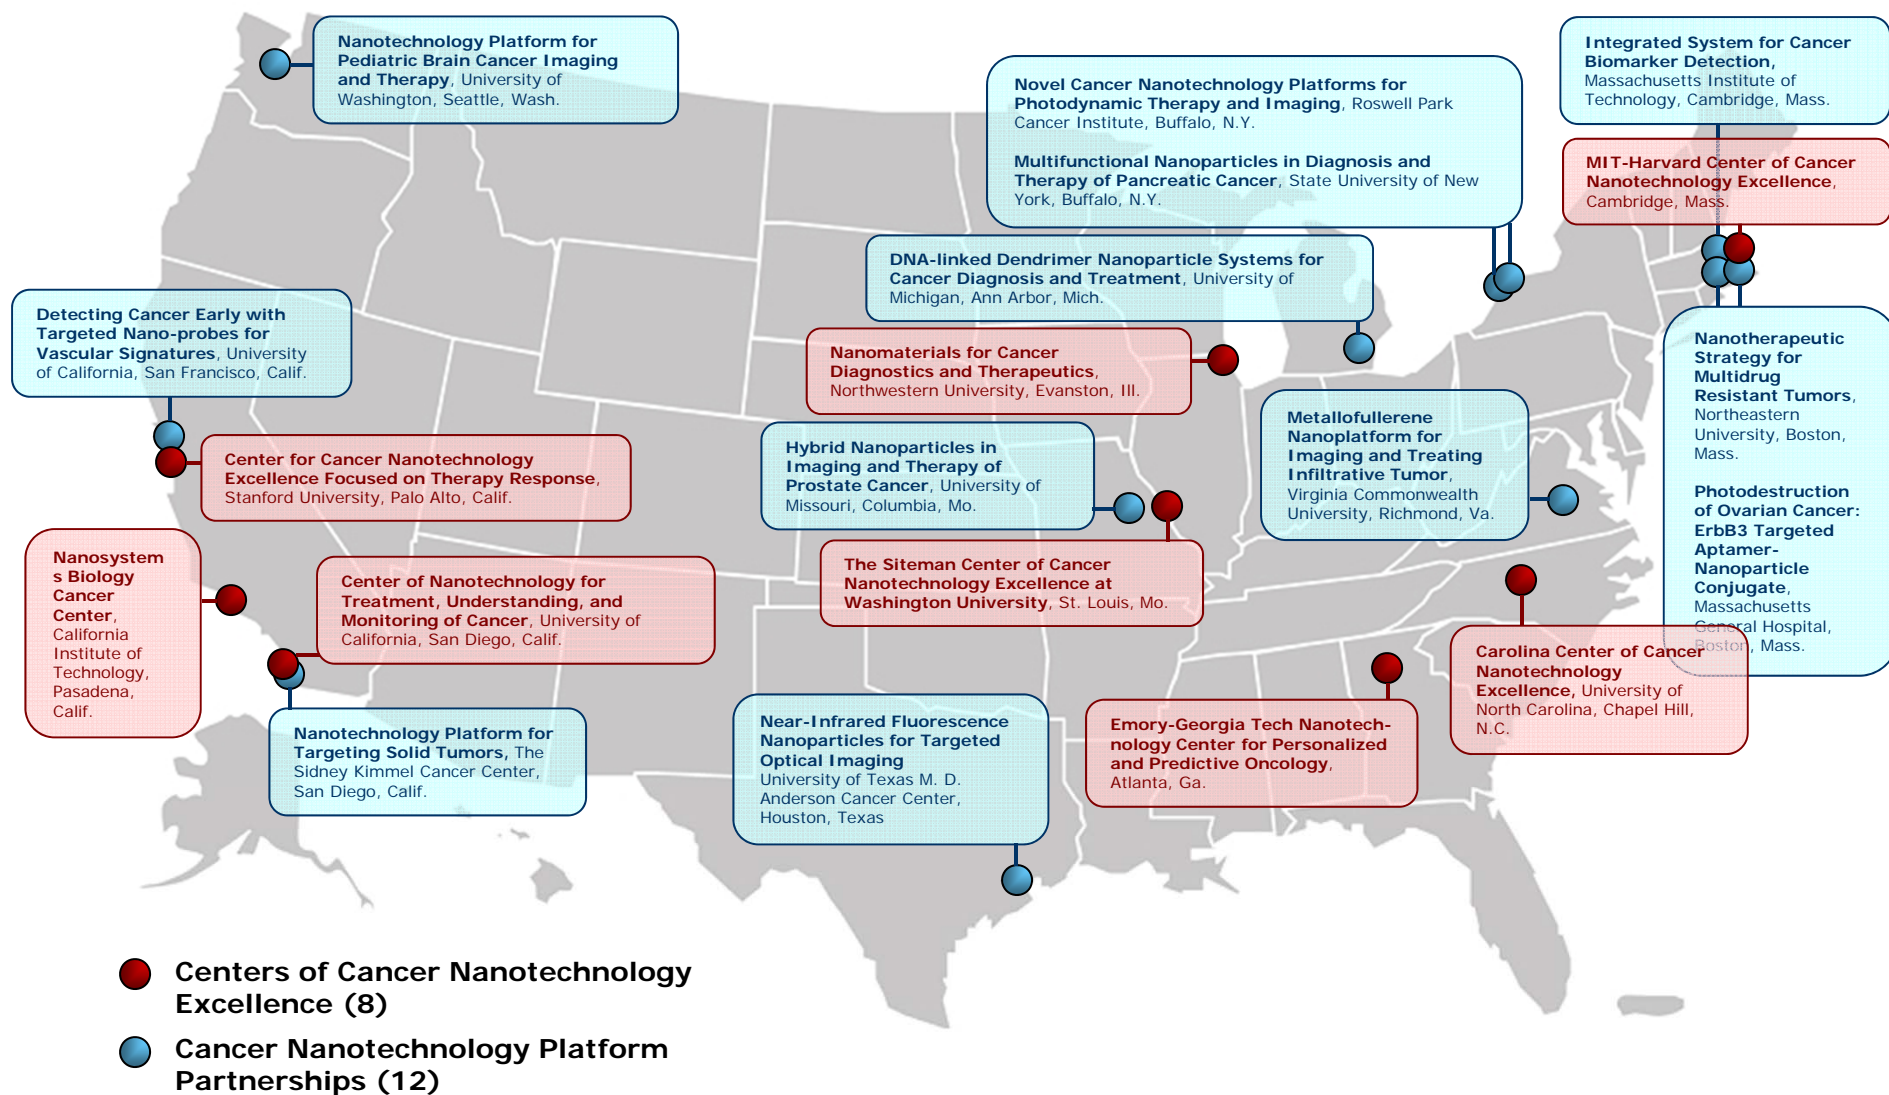 Nanotechnology Platform for
Pediatric Brain Cancer Imaging
and Therapy, University of
Washington, Seattle, Wash.
Novel Cancer Nanotechnology Platforms for
Photodynamic Therapy and Imaging, Roswell Park
Cancer Institute, Buffalo, N.Y.
Multifunctional Nanoparticles in Diagnosis and
Therapy of Pancreatic Cancer, State University of New
York, Buffalo, N.Y.
Integrated System for Cancer
Biomarker Detection,
Massachusetts Institute of
Technology, Cambridge, Mass.
MIT-Harvard Center of Cancer
Nanotechnology Excellence,
Cambridge, Mass.
DNA-linked Dendrimer Nanoparticle Systems for
Cancer Diagnosis and Treatment, University of
Michigan, Ann Arbor, Mich.
Detecting Cancer Early with
Targeted Nano-probes for
Vascular Signatures, University
of California, San Francisco, Calif.
Nanomaterials for Cancer
Diagnostics and Therapeutics,
Northwestern University, Evanston, Ill.
Nanotherapeutic
Strategy for
Multidrug
Resistant Tumors,
Northeastern
University, Boston,
Mass.
Photodestruction
of Ovarian Cancer:
ErbB3 Targeted
Aptamer-
Nanoparticle
Conjugate,
Massachusetts
General Hospital,
Boston, Mass.
Metallofullerene
Nanoplatform for
Imaging and Treating
Infiltrative Tumor,
Virginia Commonwealth
University, Richmond, Va.
Center for Cancer Nanotechnology
Excellence Focused on Therapy Response,
Stanford University, Palo Alto, Calif.
Hybrid Nanoparticles in
Imaging and Therapy of
Prostate Cancer, University of
Missouri, Columbia, Mo.
Nanosystem
s Biology
Cancer
Center,
California
Institute of
Technology,
Pasadena,
Calif.
Center of Nanotechnology for
Treatment, Understanding, and
Monitoring of Cancer, University of
California, San Diego, Calif.
The Siteman Center of Cancer
Nanotechnology Excellence at
Washington University, St. Louis, Mo.
Carolina Center of Cancer
Nanotechnology
Excellence, University of
North Carolina, Chapel Hill,
N.C.
Nanotechnology Platform for
Targeting Solid Tumors, The
Sidney Kimmel Cancer Center,
San Diego, Calif.
Near-Infrared Fluorescence
Nanoparticles for Targeted
Optical Imaging
University of Texas M. D.
Anderson Cancer Center,
Houston, Texas
Emory-Georgia Tech Nanotech-
nology Center for Personalized
and Predictive Oncology,
Atlanta, Ga.
Centers of Cancer Nanotechnology
Excellence (8)
Cancer Nanotechnology Platform
Partnerships (12)